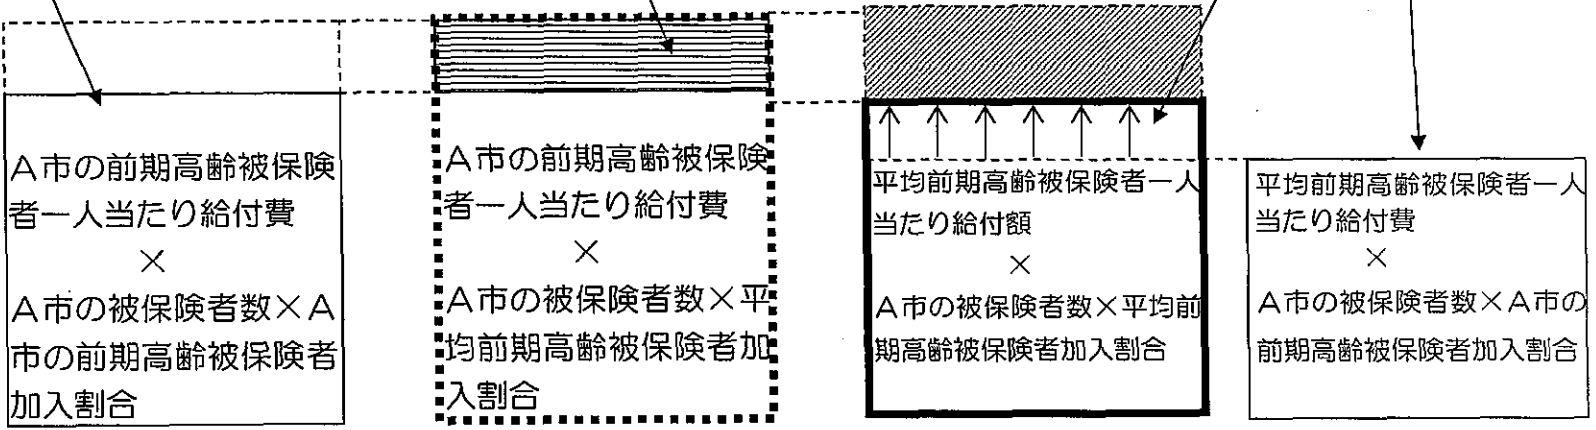 A市の前期高齢被保険
者一人当たり給付費
×
A市の被保険者数×A
市の前期高齢被保険者
加入割合
A市の前期高齢被保険
者一人当たり給付費
×
A市の被保険者数×平
均前期高齢被保険者加
入割合
平均前期高齢被保険者一人
当たり給付額
×
A市の被保険者数×平均前
期高齢被保険者加入割合
平均前期高齢被保険者一人
当たり給付費
×
A市の被保険者数×A市の
前期高齢被保険者加入割合